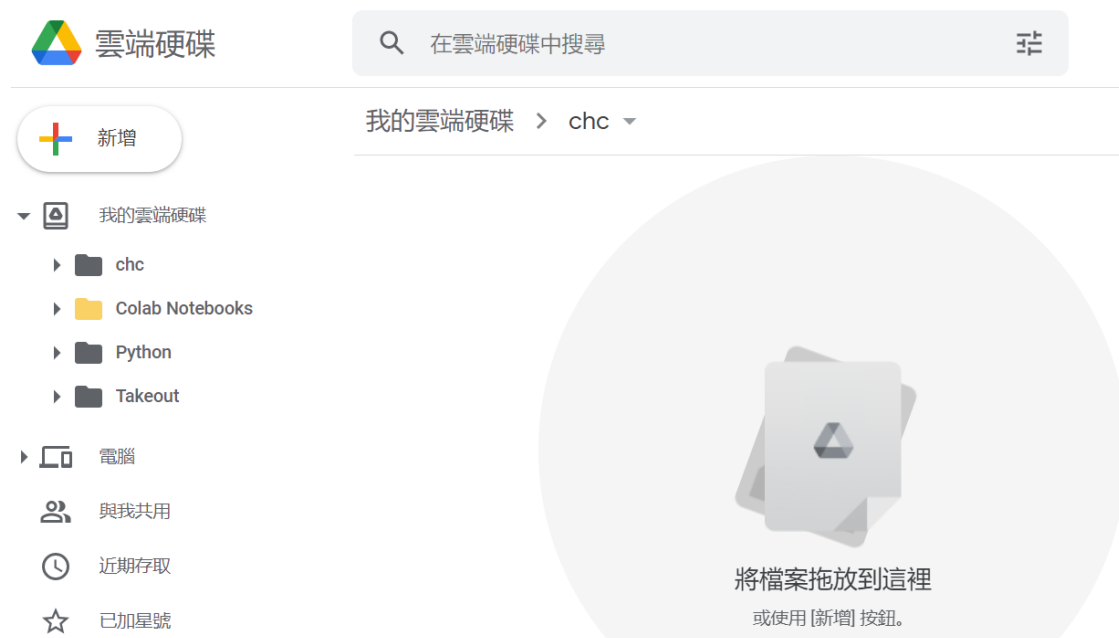 雲端硬碟
在雲端硬碟中搜尋
新增
我的雲端硬碟 > chc
我的雲端硬碟
chc
Colab Notebooks
Python
Takeout
電腦
與我共用
近期存取
已加星號
將檔案拖放到這裡
或使用 [新增] 按鈕。